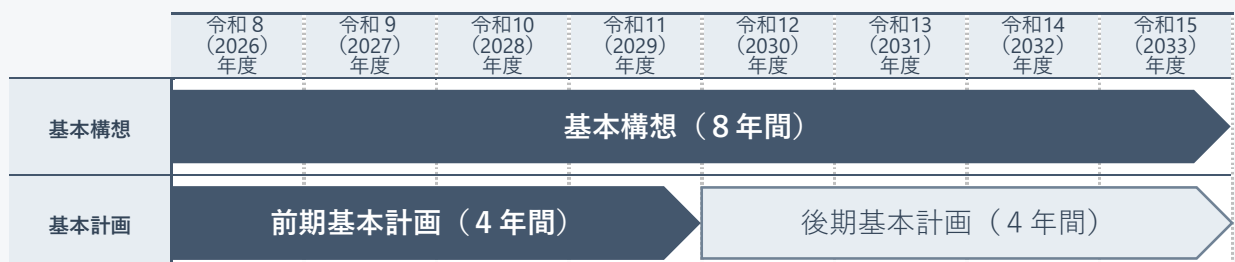 令和８
（2026）
年度
令和９
（2027）
年度
令和10
（2028）
年度
令和11
（2029）
年度
令和12
（2030）
年度
令和13
（2031）
年度
令和14
（2032）
年度
令和15
（2033）
年度
基本構想
基本構想（８年間）
基本計画
前期基本計画（４年間）
後期基本計画（４年間）